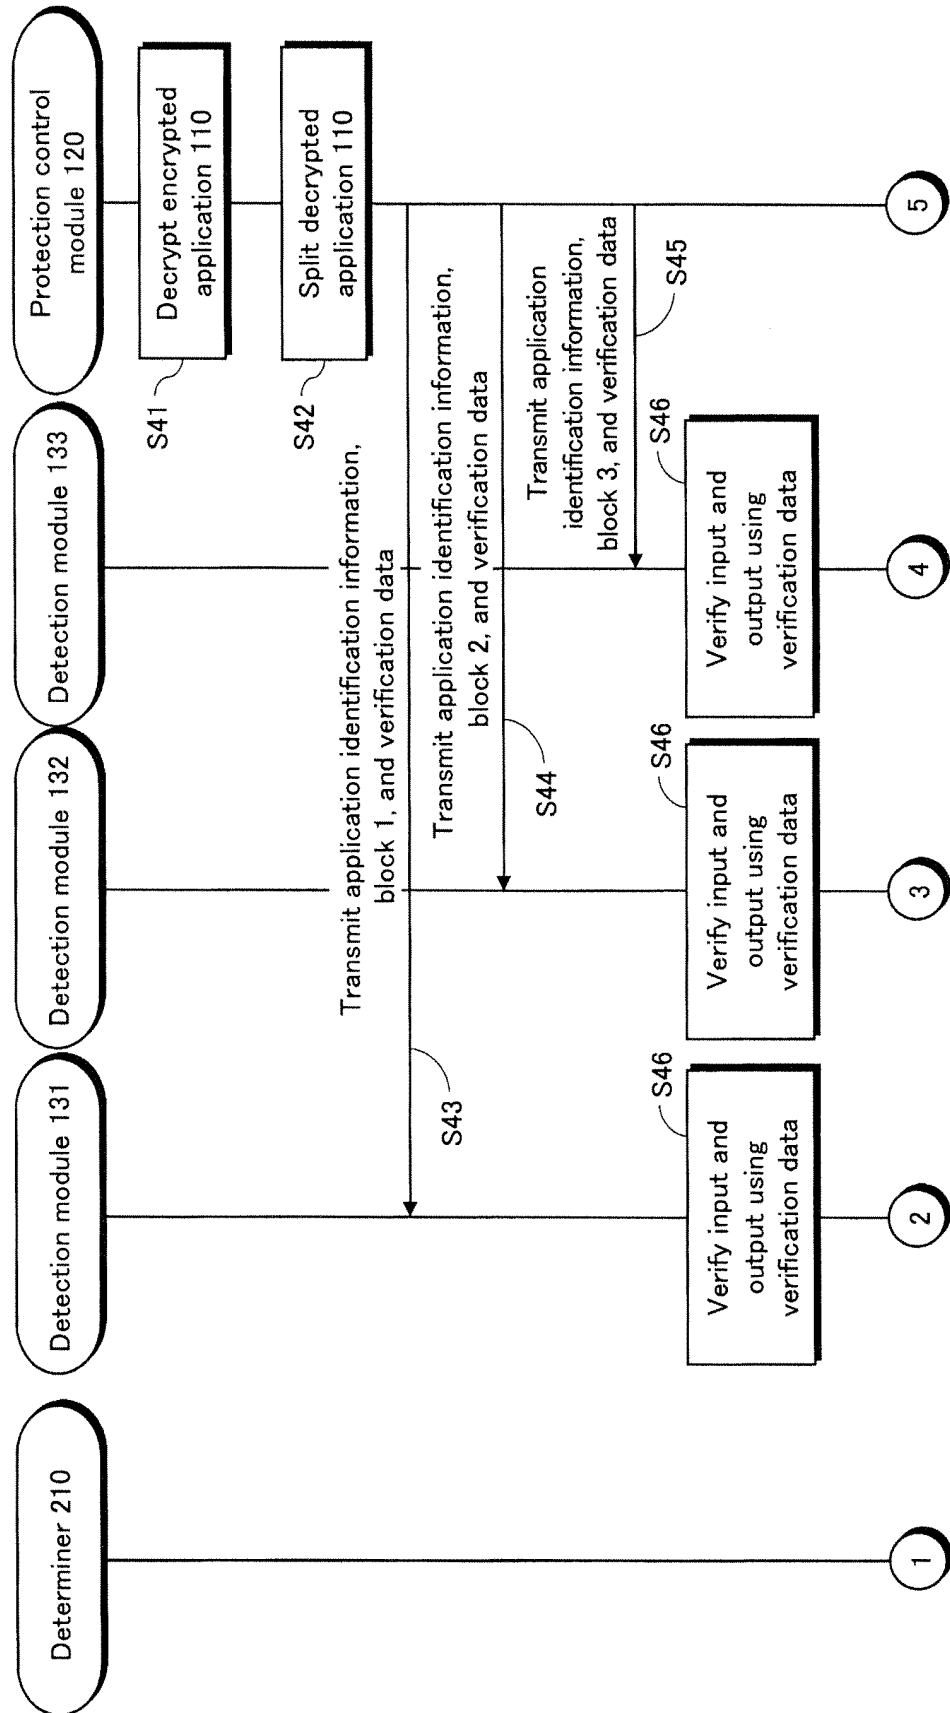 Determiner 210
Detection module 131
Detection module 132
Detection module 133
Protection control
module 120
S41
Decrypt encrypted
application 110
S42
Split decrypted
application 110
Transmit application identification information,
block 1, and verification data
S43
Transmit application identification information,
block 2, and verification data
S44
Transmit application
identification information,
block 3, and verification data
S45
S46
Verify input and
output using
verification data
S46
Verify input and
output using
verification data
S46
Verify input and
output using
verification data
1
2
3
4
5